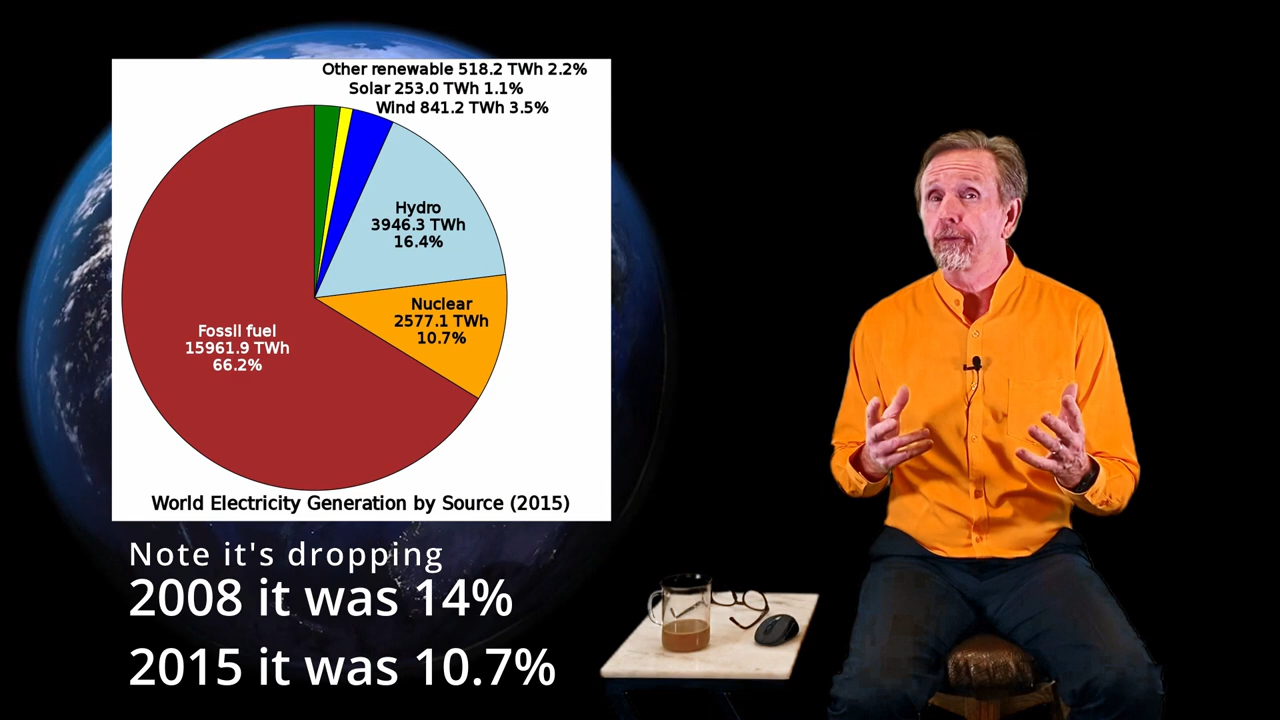 Other renewable 518.2 TWh 2.2%
Solar 253.0 TWh 1.1%
Wind 841.2 TWh 3.5%
Hydro
3946.3 TWh
16.4%
Nuclear
2577.1 TWh
10.7%
Fossil fuel
15961.9 TWh
66.2%
World Electricity Generation by Source (2015)
Note it's dropping
2008 it was 14%
2015 it was 10.7%